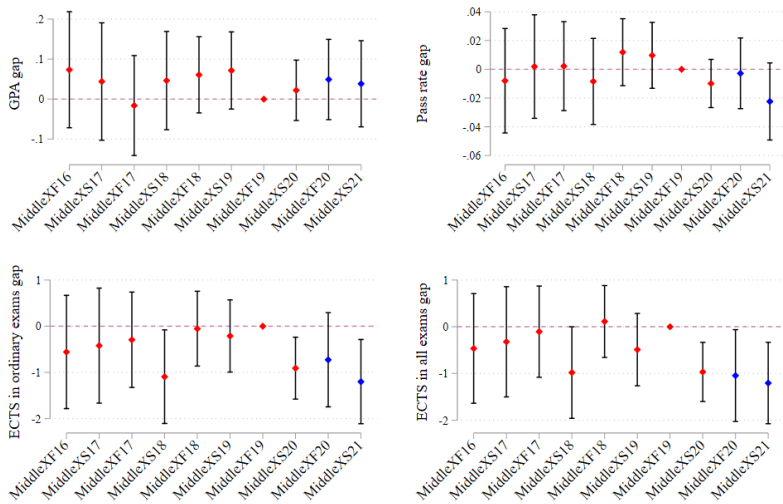 GPA gap
.2
.1
0
-.1
MiddleXF16
MiddleXS17
MiddleXF17
MiddleXS18
MiddleXF18
MiddleXS19
MiddleXF19
MiddleXS20
MiddleXF20
MiddleXS21
Pass rate gap
.04
.02
0
-.02
-.04
-.06
MiddleXF16
MiddleXS17
MiddleXF17
MiddleXS18
MiddleXF18
MiddleXS19
MiddleXF19
MiddleXS20
MiddleXF20
MiddleXS21
ECTS in ordinary exams gap
1
0
-1
-2
MiddleXF16
MiddleXS17
MiddleXF17
MiddleXS18
MiddleXF18
MiddleXS19
MiddleXF19
MiddleXS20
MiddleXF20
MiddleXS21
ECTS in all exams gap
1
0
-1
-2
MiddleXF16
MiddleXS17
MiddleXF17
MiddleXS18
MiddleXF18
MiddleXS19
MiddleXF19
MiddleXS20
MiddleXF20
MiddleXS21